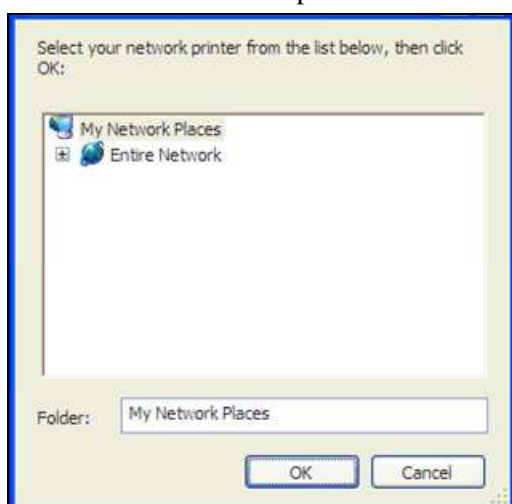 Select your network printer from the list below, then click
OK:
My Network Places
Entire Network
Folder:
My Network Places
OK
Cancel